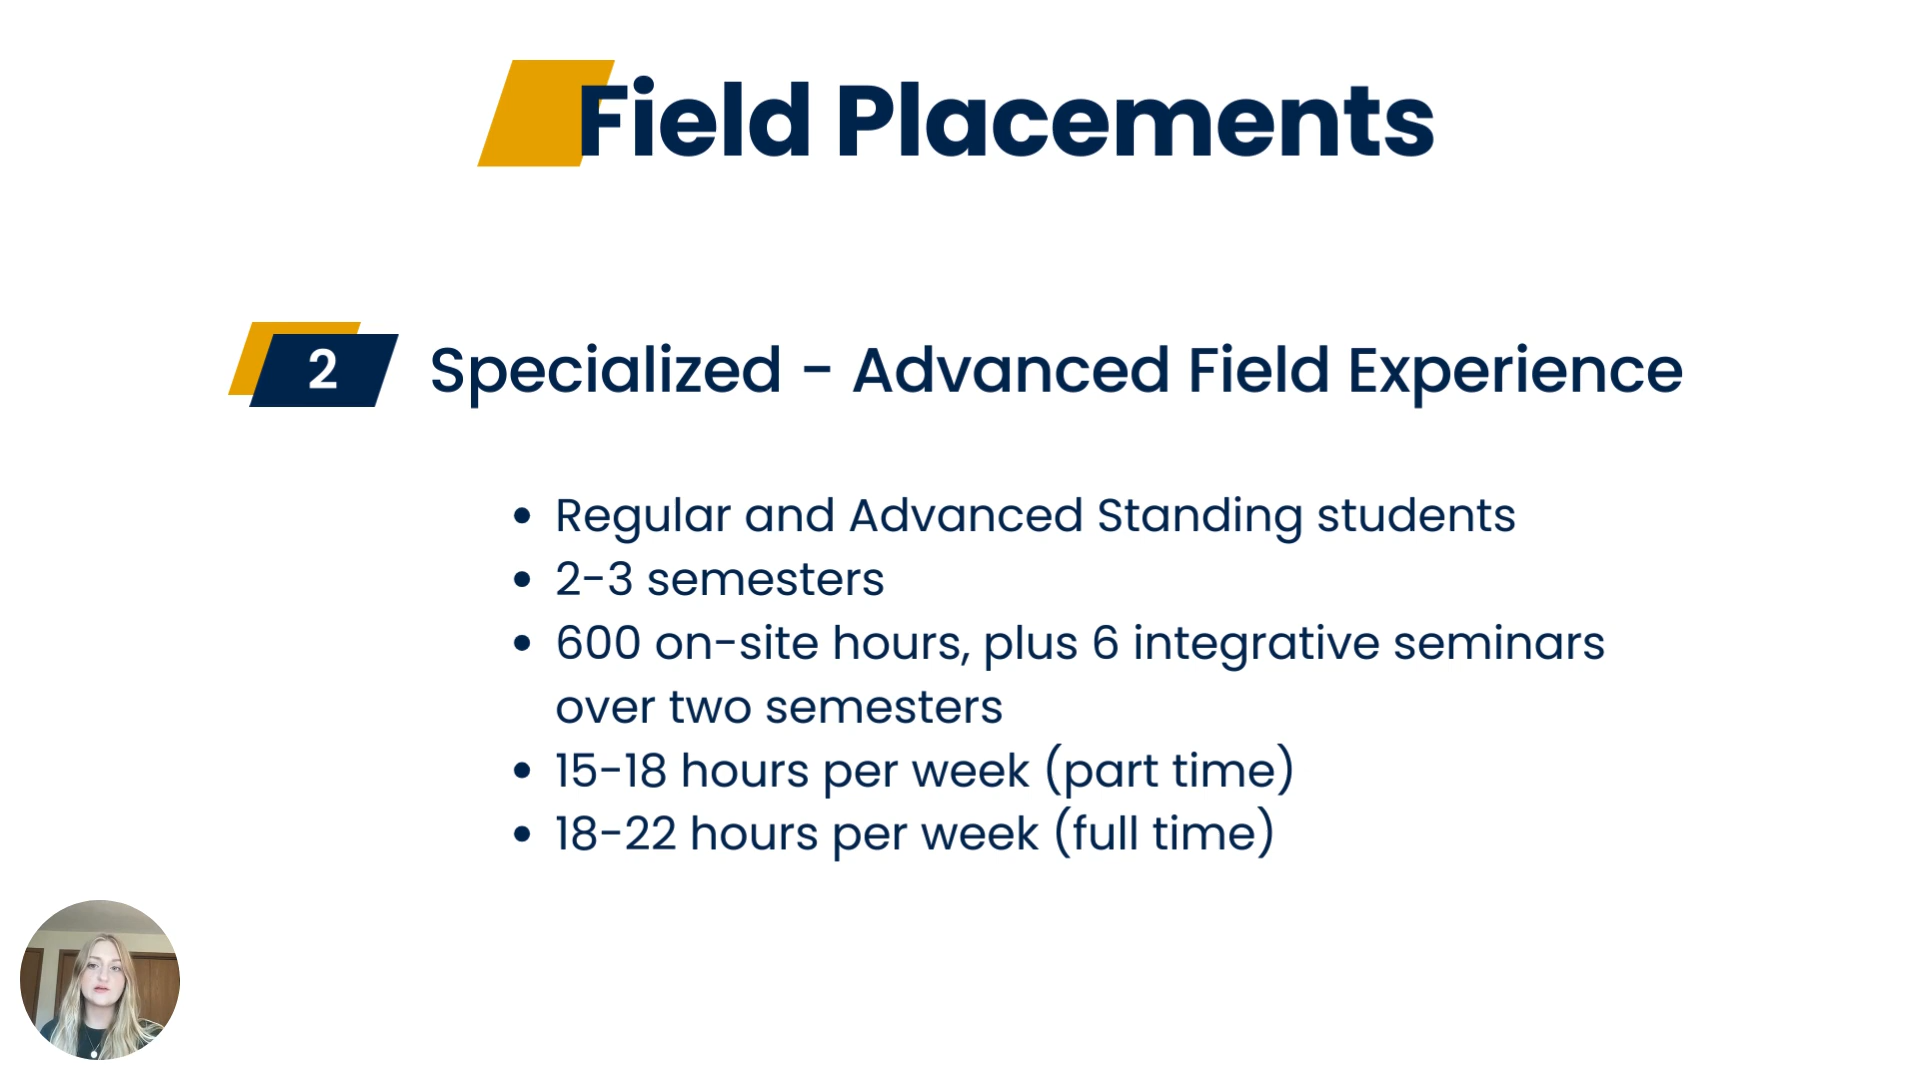 Field Placements
2
Specialized - Advanced Field Experience
• Regular and Advanced Standing students
• 2-3 semesters
• 600 on-site hours, plus 6 integrative seminars
over two semesters
• 15-18 hours per week (part time)
• 18-22 hours per week (full time)